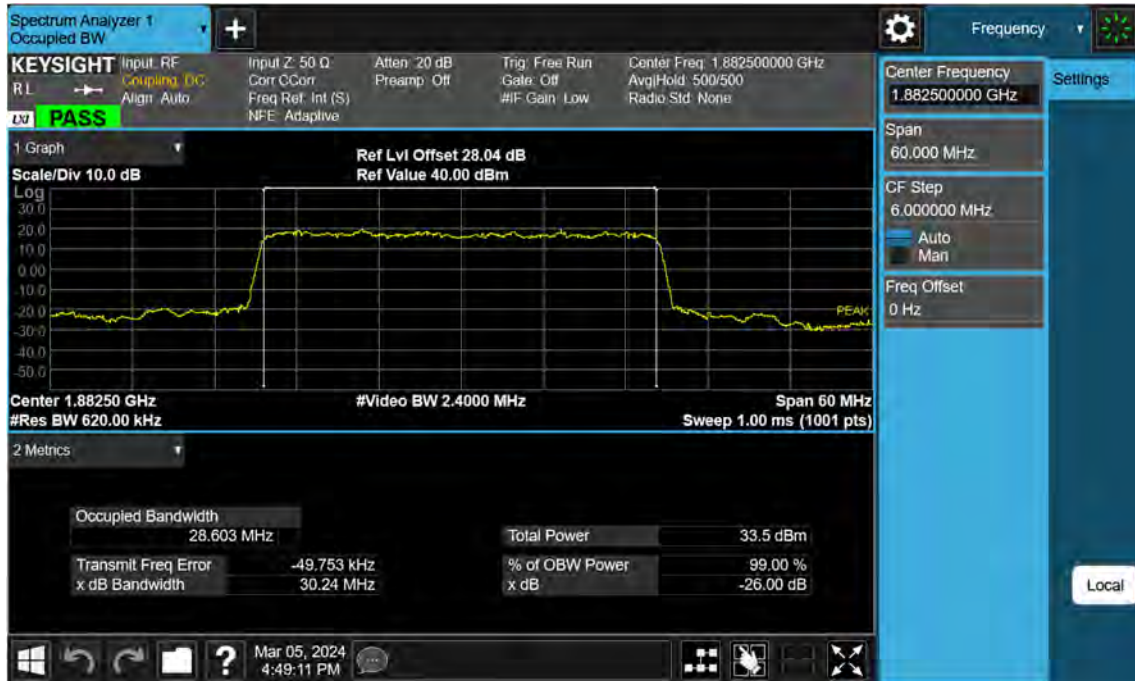 Spectrum Analyzer 1
Occupied BW
+
Frequency
KEYSIGHT
R L
LXI PASS
Input: RF
Coupling: DC
Align: Auto
Input Z: 50 Ω
Corr CCorr
Freq Ref: Int (S)
NFE: Adaptive
Atten: 20 dB
Preamp: Off
Trig: Free Run
Gate: Off
#IF Gain: Low
Center Freq: 1.882500000 GHz
Avg|Hold: 500/500
Radio Std: None
Center Frequency
1.882500000 GHz
Settings
Span
60.000 MHz
CF Step
6.000000 MHz
Auto
Man
Freq Offset
0 Hz
Local
1 Graph
Scale/Div 10.0 dB
Ref Lvl Offset 28.04 dB
Ref Value 40.00 dBm
Log
30.0
20.0
10.0
0.00
-10.0
-20.0
-30.0
-40.0
-50.0
PEAK
Center 1.88250 GHz
#Video BW 2.4000 MHz
Span 60 MHz
#Res BW 620.00 kHz
Sweep 1.00 ms (1001 pts)
2 Metrics
Occupied Bandwidth
28.603 MHz
Total Power 33.5 dBm
Transmit Freq Error -49.753 kHz
% of OBW Power 99.00 %
x dB Bandwidth 30.24 MHz
x dB -26.00 dB
?
Mar 05, 2024
4:49:11 PM